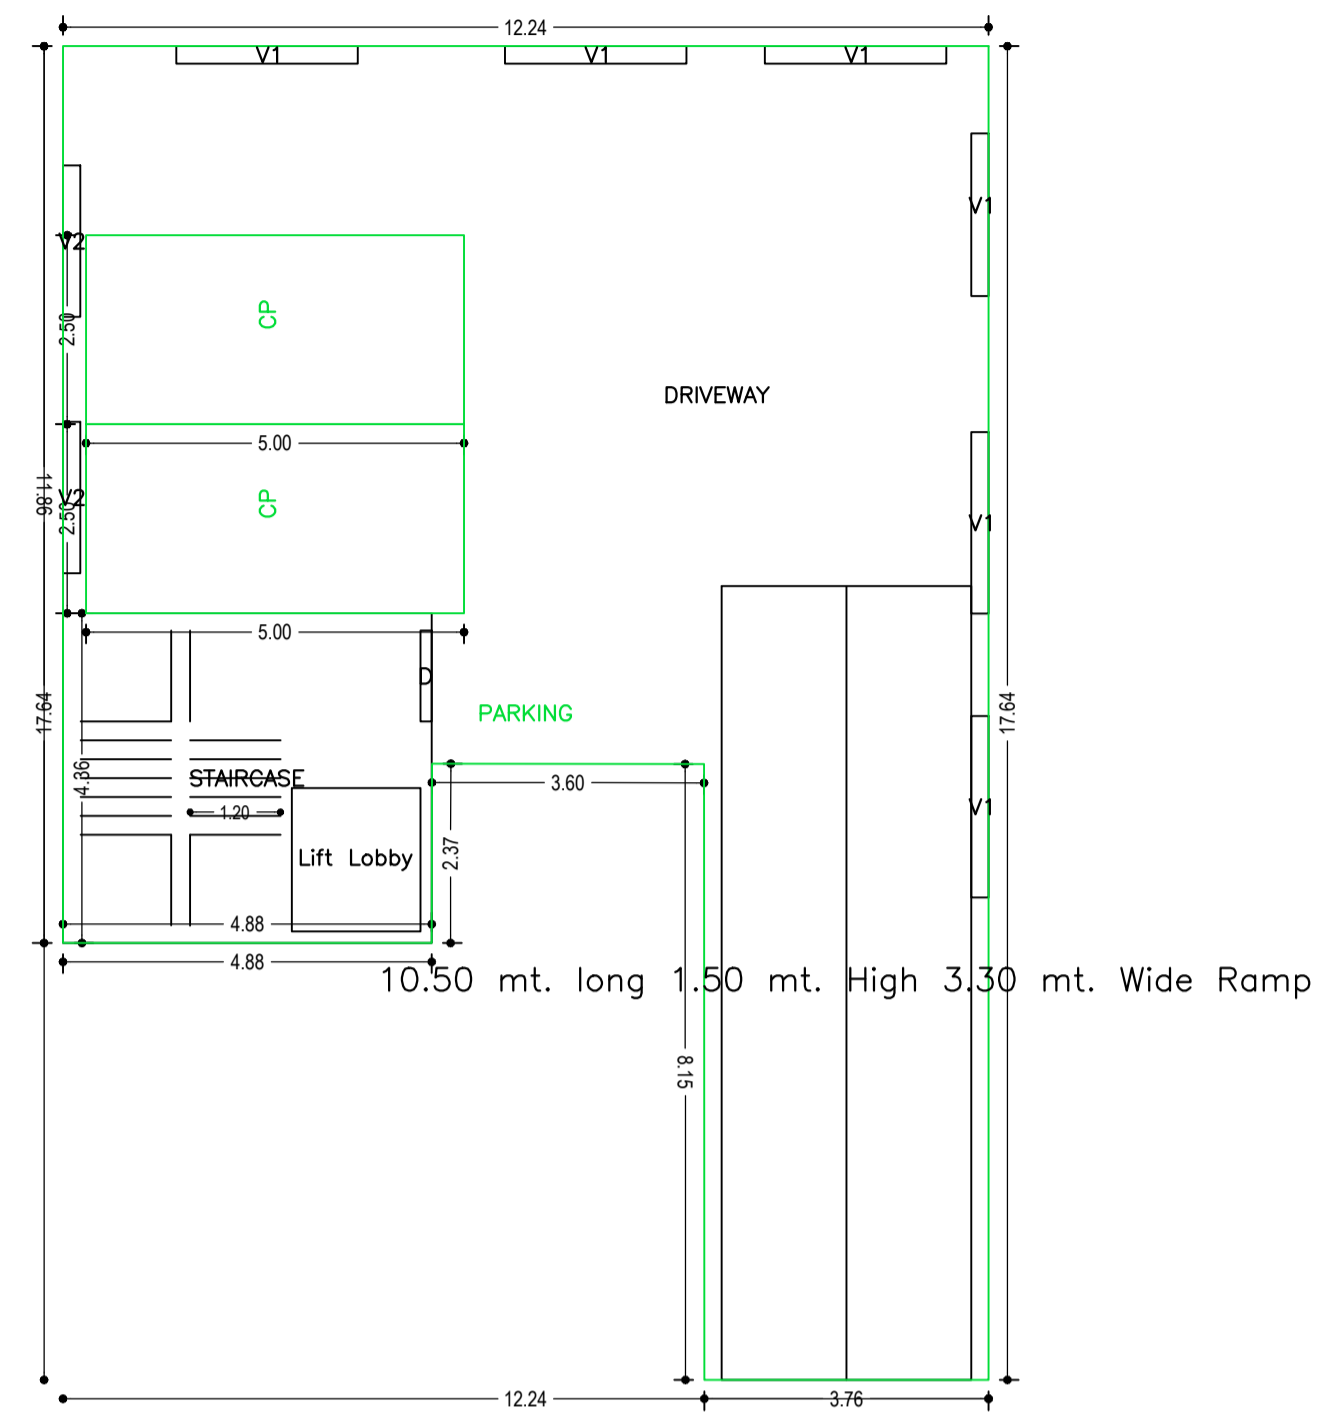 12.24
V1 V1 V1
V1
V2
CP
2.50
DRIVEWAY
5.00
11.86
V2
CP
2.50
V1
5.00
D
PARKING
17.64
17.64
4.36
STAIRCASE
3.60
1.20
V1
Lift Lobby
2.37
4.88
4.88
10.50 mt. long 1.50 mt. High 3.30 mt. Wide Ramp
8.15
12.24
3.76